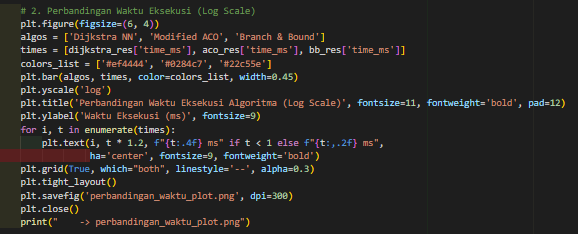 # 2. Perbandingan Waktu Eksekusi (Log Scale)
plt.figure(figsize=(6, 4))
algos = ['Dijkstra NN', 'Modified ACO', 'Branch & Bound']
times = [dijkstra_res['time_ms'], aco_res['time_ms'], bb_res['time_ms']]
colors_list = ['#ef4444', '#0284c7', '#22c55e']
plt.bar(algos, times, color=colors_list, width=0.45)
plt.yscale('log')
plt.title('Perbandingan Waktu Eksekusi Algoritma (Log Scale)', fontsize=11, fontweight='bold', pad=12)
plt.ylabel('Waktu Eksekusi (ms)', fontsize=9)
for i, t in enumerate(times):
    plt.text(i, t * 1.2, f"{t:.4f} ms" if t < 1 else f"{t:,.2f} ms",
            ha='center', fontsize=9, fontweight='bold')
plt.grid(True, which="both", linestyle='--', alpha=0.3)
plt.tight_layout()
plt.savefig('perbandingan_waktu_plot.png', dpi=300)
plt.close()
print("    -> perbandingan_waktu_plot.png")